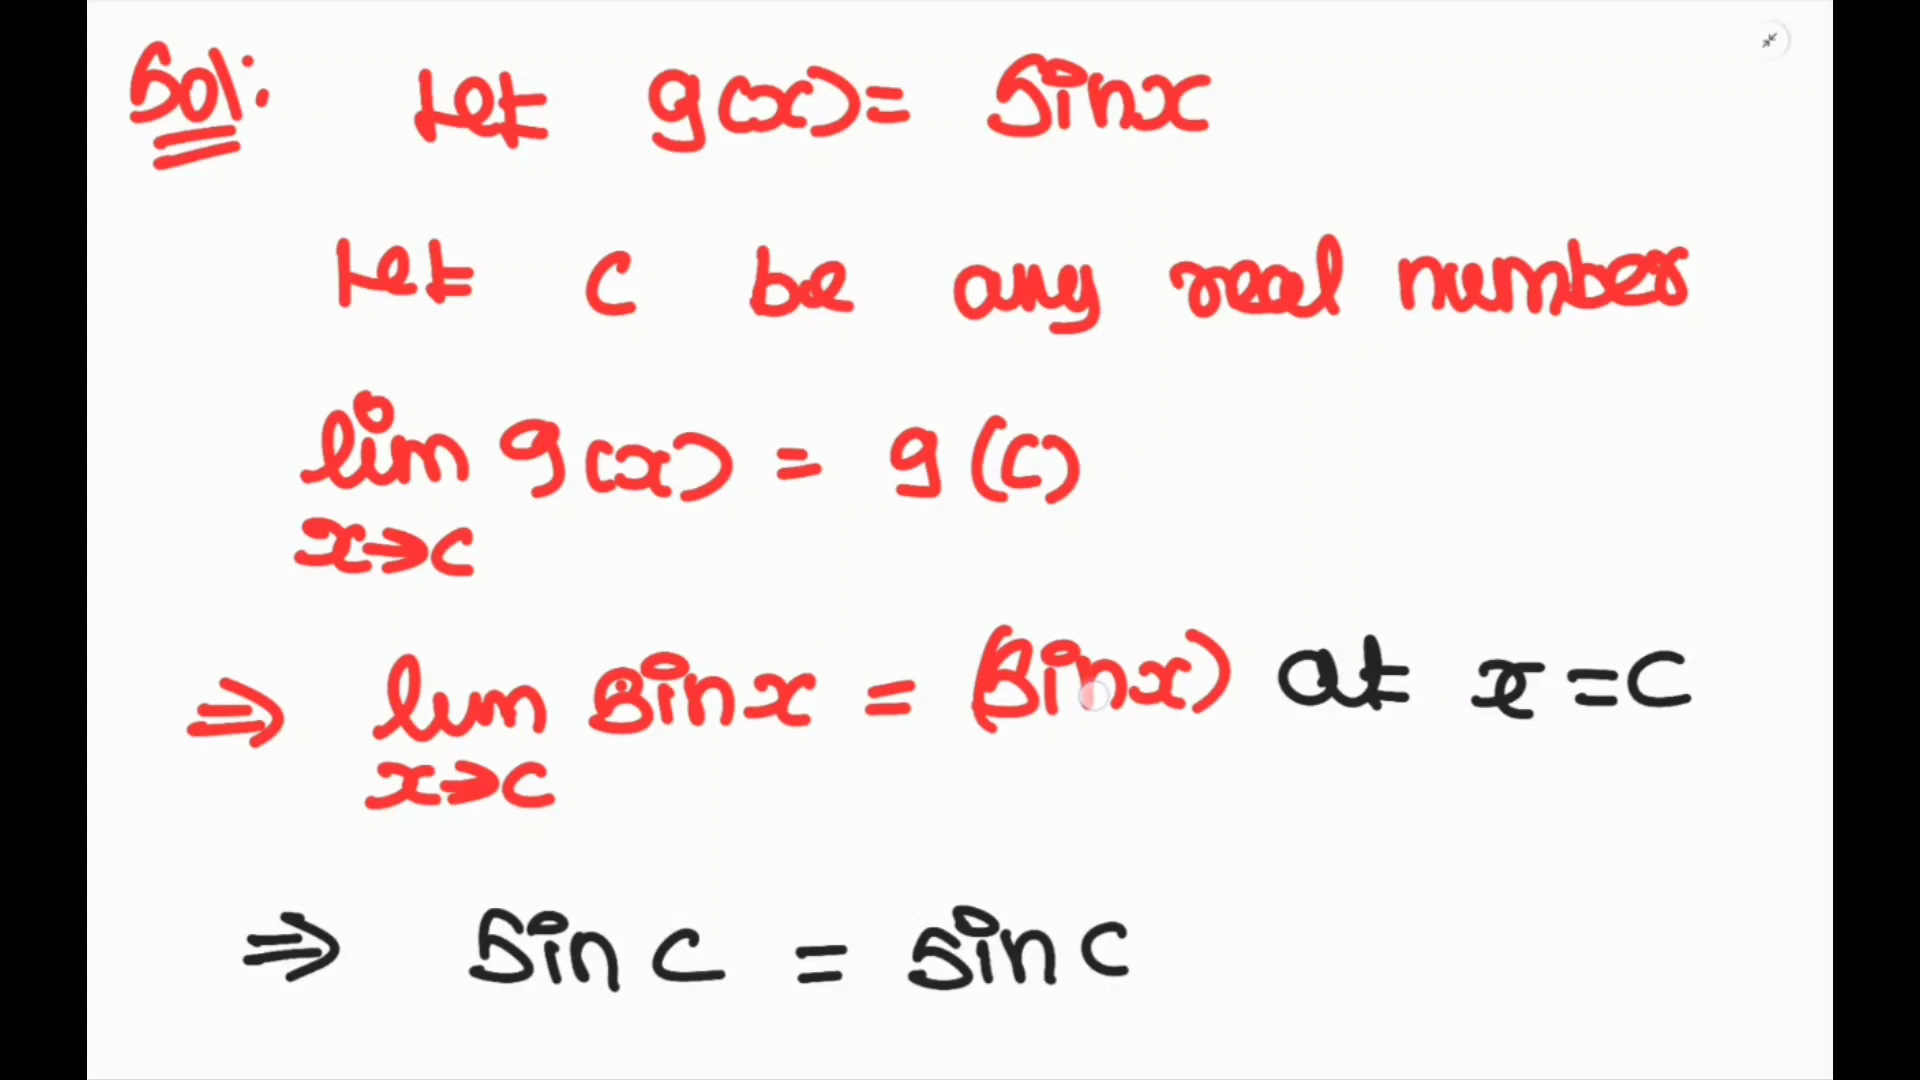 Sol: Let g(x) = sinx
Let c be any real number
lim g(x) = g(c)
x→c
⇒ lim sinx = (sinx) at x=c
x→c
⇒ sin c = sin c